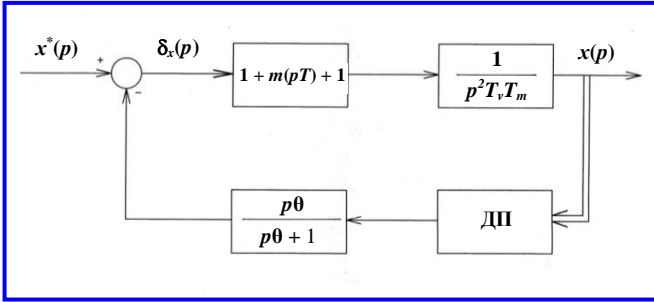 x*(p)
+
−
δx(p)
1 + m(pT) + 1
1
p²TvTm
x(p)
pθ
pθ + 1
ДП